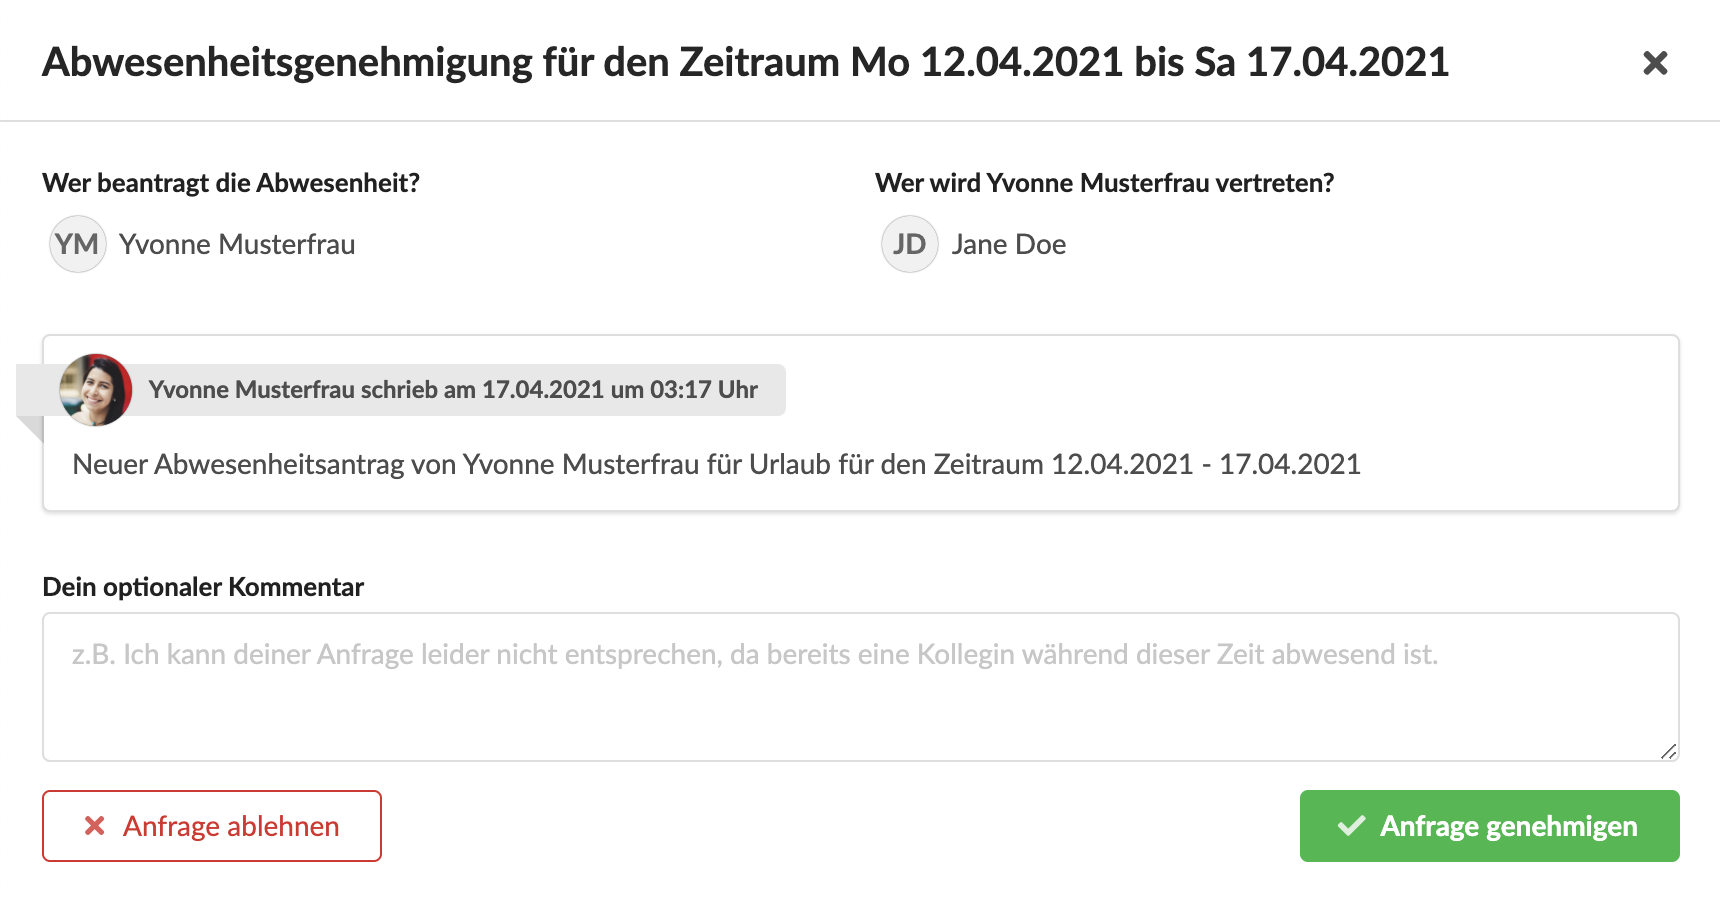 Abwesenheitsgenehmigung für den Zeitraum Mo 12.04.2021 bis Sa 17.04.2021
Wer beantragt die Abwesenheit?
YM Yvonne Musterfrau
Wer wird Yvonne Musterfrau vertreten?
JD Jane Doe
Yvonne Musterfrau schrieb am 17.04.2021 um 03:17 Uhr
Neuer Abwesenheitsantrag von Yvonne Musterfrau für Urlaub für den Zeitraum 12.04.2021 - 17.04.2021
Dein optionaler Kommentar
z.B. Ich kann deiner Anfrage leider nicht entsprechen, da bereits eine Kollegin während dieser Zeit abwesend ist.
Anfrage ablehnen
Anfrage genehmigen